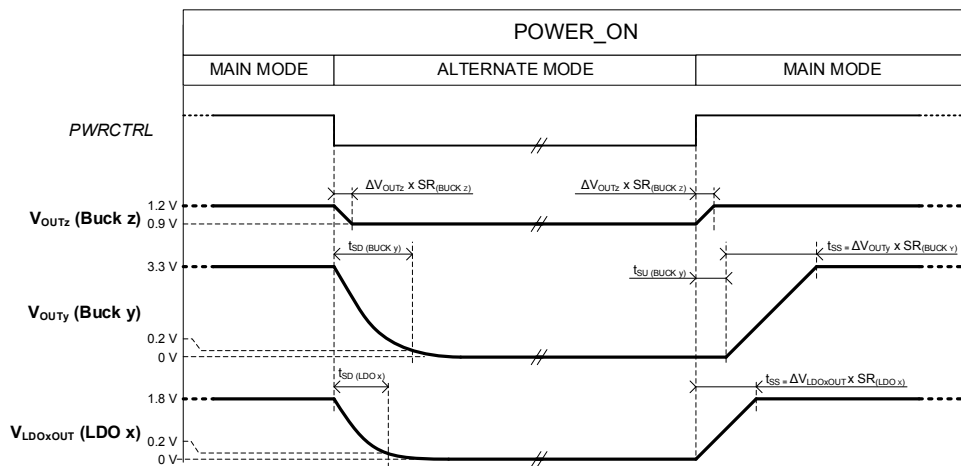 POWER_ON
MAIN MODE ALTERNATE MODE MAIN MODE
PWRCTRL
ΔVOUTz x SR(BUCK z) ΔVOUTz x SR(BUCK z)
1.2 V
VOUTz (Buck z)
0.9 V
tSD (BUCK y) tSS = ΔVOUTy x SR(BUCK Y)
3.3 V
tSU (BUCK y)
VOUTy (Buck y)
0.2 V
0 V
tSD (LDO x) tSS = ΔVLDOxOUT x SR(LDO x)
1.8 V
VLDOxOUT (LDO x)
0.2 V
0 V